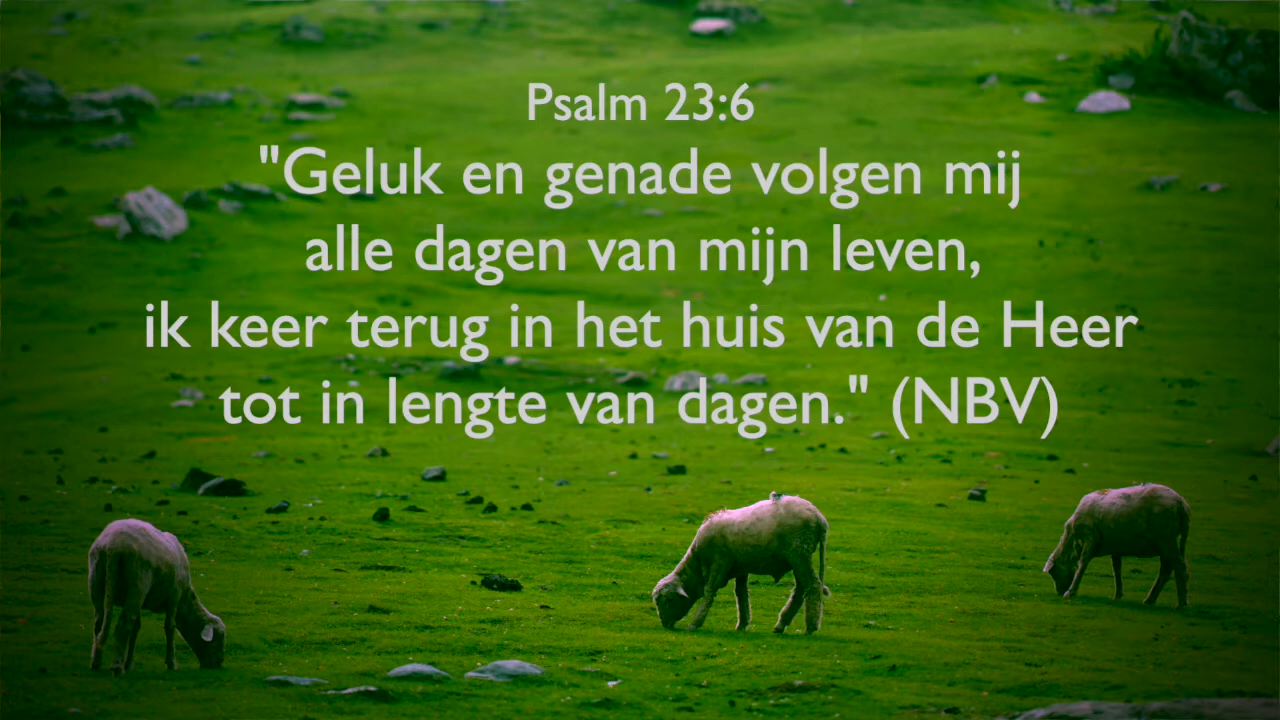 Psalm 23:6
"Geluk en genade volgen mij
alle dagen van mijn leven,
ik keer terug in het huis van de Heer
tot in lengte van dagen." (NBV)